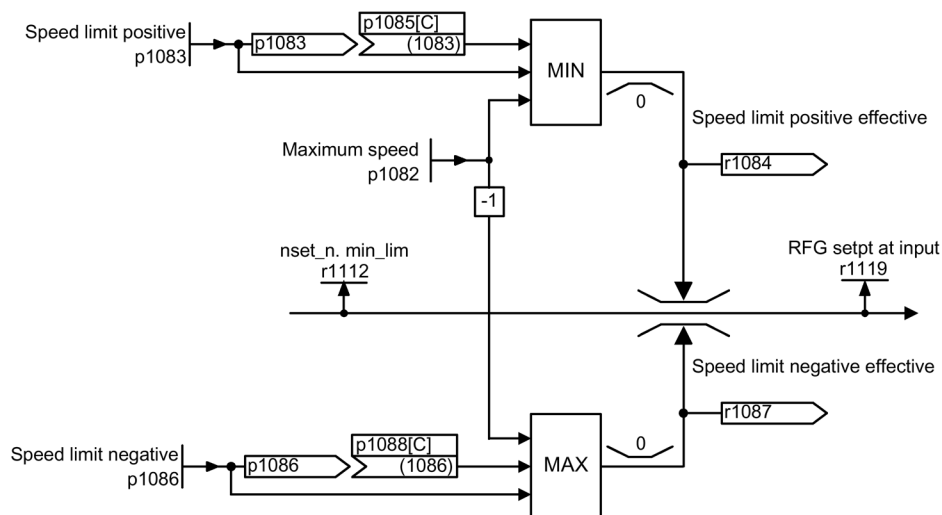 Speed limit positive
p1083
p1083
p1085[C]
(1083)
MIN
0
Speed limit positive effective
r1084
Maximum speed
p1082
-1
nset_n. min_lim
r1112
RFG setpt at input
r1119
Speed limit negative effective
r1087
Speed limit negative
p1086
p1086
p1088[C]
(1086)
MAX
0